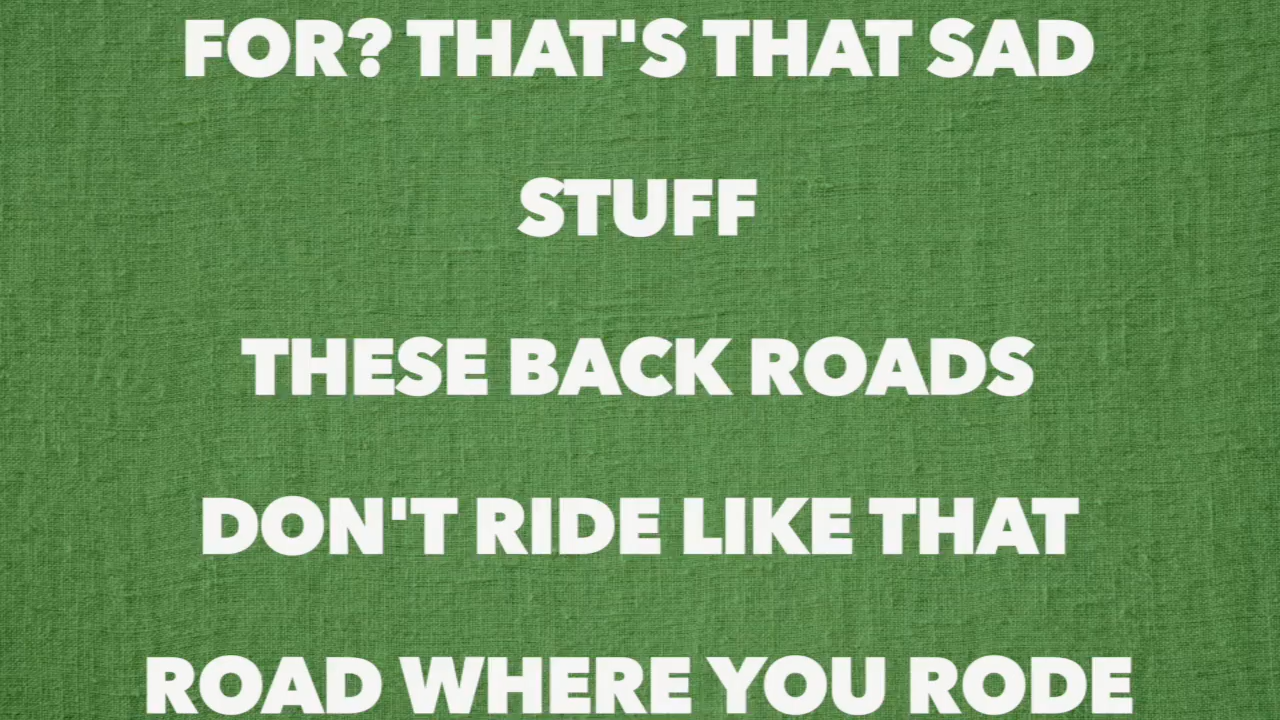 FOR? THAT'S THAT SAD
STUFF
THESE BACK ROADS
DON'T RIDE LIKE THAT
ROAD WHERE YOU RODE